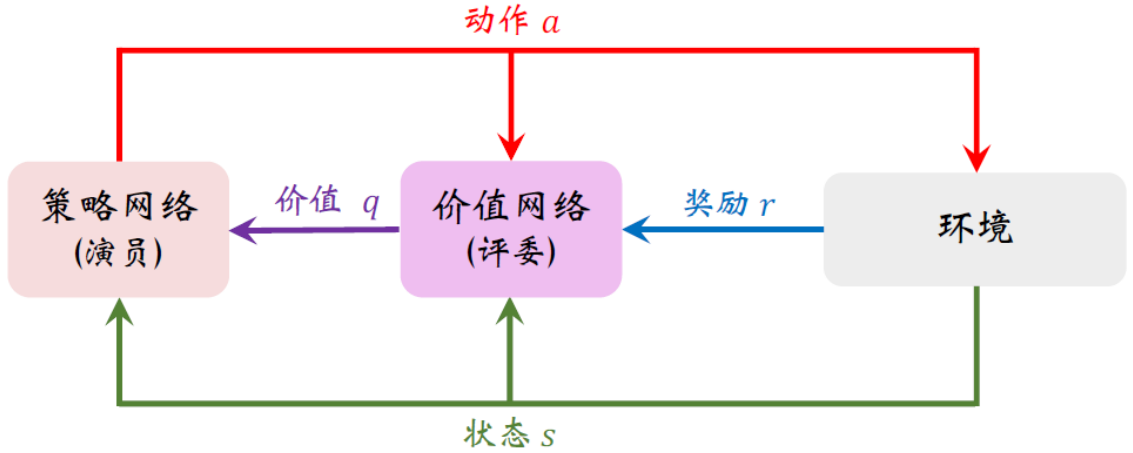 动作 a
策略网络
(演员)
价值 q
价值网络
(评委)
奖励 r
环境
状态 s